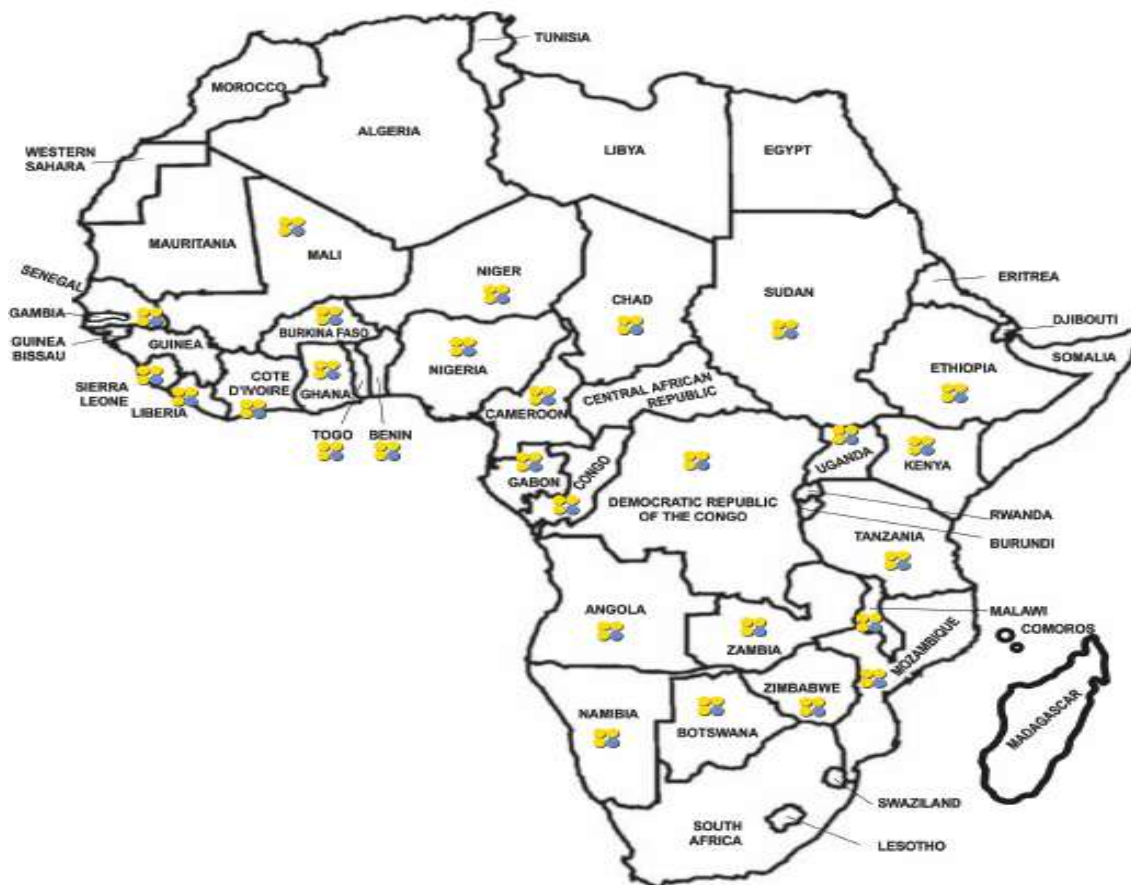 TUNISIA
MOROCCO
ALGERIA
LIBYA
EGYPT
WESTERN
SAHARA
MAURITANIA
MALI
NIGER
CHAD
SUDAN
ERITREA
SENEGAL
GAMBIA
DJIBOUTI
GUINEA
BISSAU
GUINEA
BURKINA FASO
SOMALIA
SIERRA
LEONE
LIBERIA
COTE
D'IVOIRE
GHANA
NIGERIA
ETHIOPIA
CENTRAL AFRICAN
REPUBLIC
CAMEROON
TOGO
BENIN
UGANDA
KENYA
GABON
CONGO
DEMOCRATIC REPUBLIC
OF THE CONGO
RWANDA
BURUNDI
TANZANIA
ANGOLA
ZAMBIA
MALAWI
COMOROS
MOZAMBIQUE
NAMIBIA
ZIMBABWE
BOTSWANA
MADAGASCAR
SWAZILAND
SOUTH
AFRICA
LESOTHO